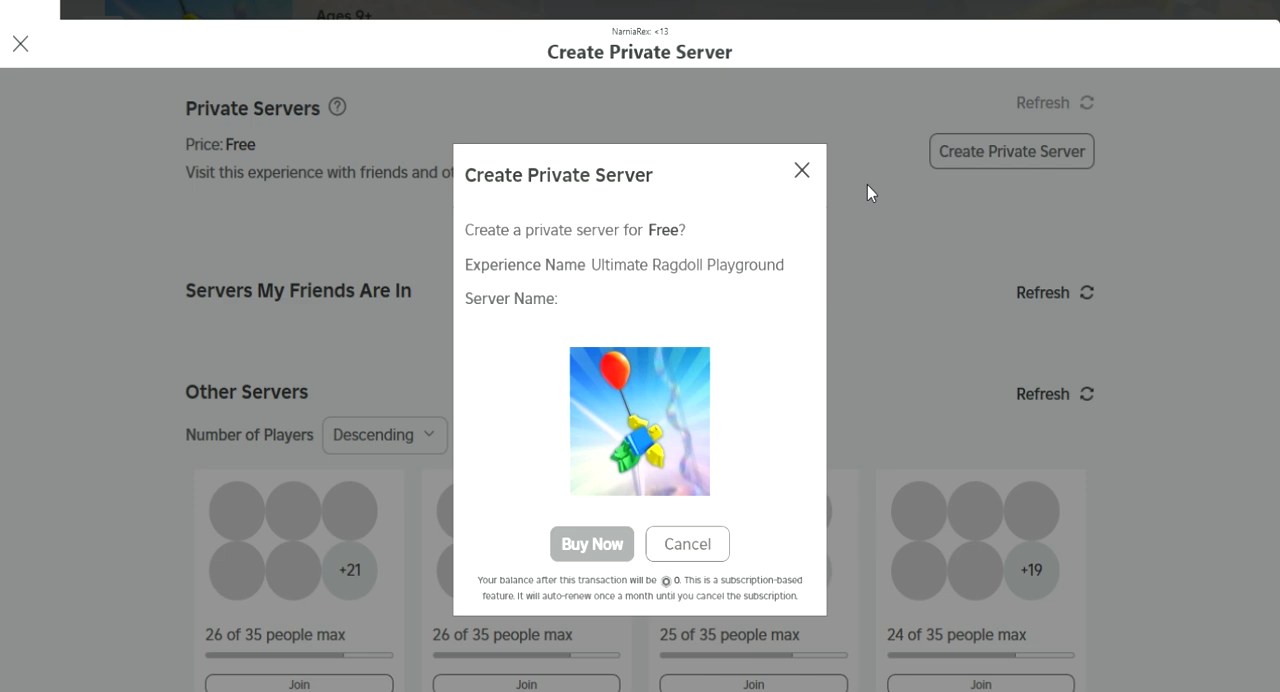 Ages 9+
NarniaRex: <13
Create Private Server
Private Servers
Refresh
Price: Free
Create Private Server
Visit this experience with friends and ot
Create Private Server
Create a private server for Free?
Experience Name Ultimate Ragdoll Playground
Server Name:
Servers My Friends Are In
Refresh
Other Servers
Refresh
Number of Players Descending
Buy Now Cancel
Your balance after this transaction will be 0. This is a subscription-based
feature. It will auto-renew once a month until you cancel the subscription.
+21
+19
26 of 35 people max
26 of 35 people max
25 of 35 people max
24 of 35 people max
Join
Join
Join
Join